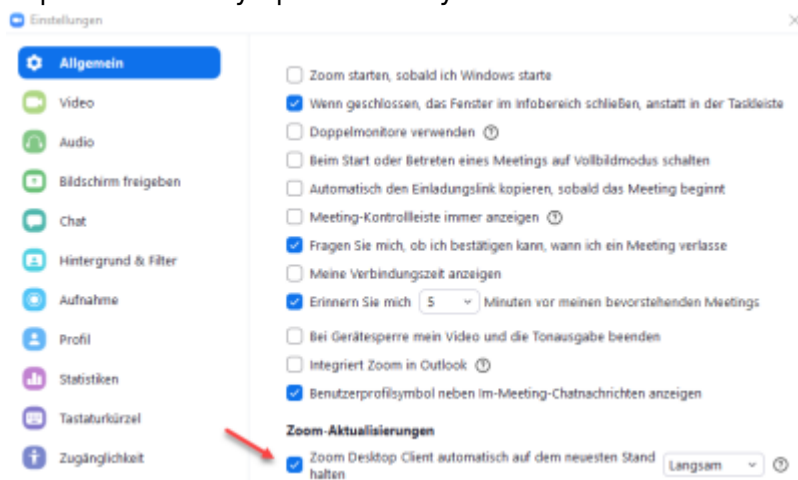 Einstellungen
Allgemein
Video
Audio
Bildschirm freigeben
Chat
Hintergrund & Filter
Aufnahme
Profil
Statistiken
Tastaturkürzel
Zugänglichkeit
Zoom starten, sobald ich Windows starte
Wenn geschlossen, das Fenster im Infobereich schließen, anstatt in der Taskleiste
Doppelmonitore verwenden
Beim Start oder Betreten eines Meetings auf Vollbildmodus schalten
Automatisch den Einladungslink kopieren, sobald das Meeting beginnt
Meeting-Kontrollleiste immer anzeigen
Fragen Sie mich, ob ich bestätigen kann, wann ich ein Meeting verlasse
Meine Verbindungszeit anzeigen
Erinnern Sie mich 5 Minuten vor meinen bevorstehenden Meetings
Bei Gerätesperre mein Video und die Tonausgabe beenden
Integriert Zoom in Outlook
Benutzerprofilsymbol neben Im-Meeting-Chatnachrichten anzeigen
Zoom-Aktualisierungen
Zoom Desktop Client automatisch auf dem neuesten Stand Langsam
halten